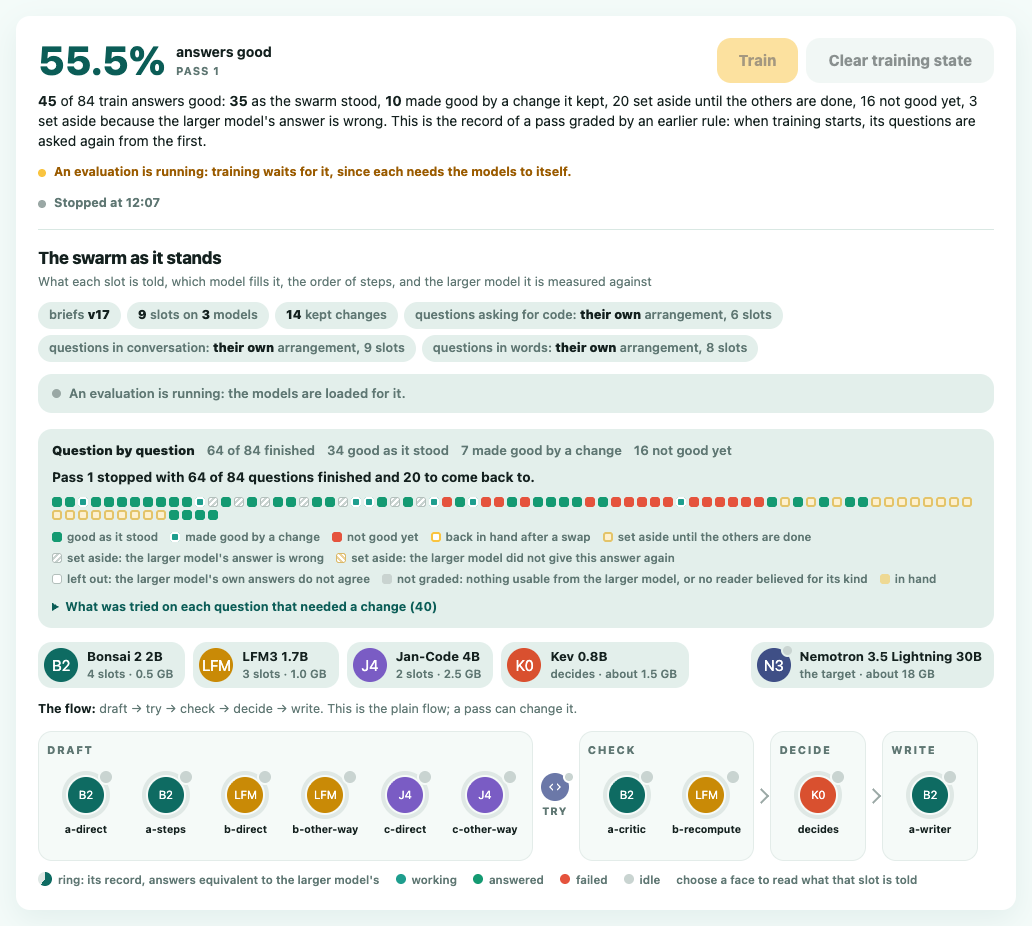 55.5% answers good
PASS 1
Train
Clear training state
45 of 84 train answers good: 35 as the swarm stood, 10 made good by a change it kept, 20 set aside until the others are done, 16 not good yet, 3
set aside because the larger model's answer is wrong. This is the record of a pass graded by an earlier rule: when training starts, its questions are
asked again from the first.
An evaluation is running: training waits for it, since each needs the models to itself.
Stopped at 12:07
The swarm as it stands
What each slot is told, which model fills it, the order of steps, and the larger model it is measured against
briefs v17
9 slots on 3 models
14 kept changes
questions asking for code: their own arrangement, 6 slots
questions in conversation: their own arrangement, 9 slots
questions in words: their own arrangement, 8 slots
An evaluation is running: the models are loaded for it.
Question by question 64 of 84 finished 34 good as it stood 7 made good by a change 16 not good yet
Pass 1 stopped with 64 of 84 questions finished and 20 to come back to.
good as it stood made good by a change not good yet back in hand after a swap set aside until the others are done
set aside: the larger model's answer is wrong set aside: the larger model did not give this answer again
left out: the larger model's own answers do not agree not graded: nothing usable from the larger model, or no reader believed for its kind in hand
What was tried on each question that needed a change (40)
B2 Bonsai 2 2B
4 slots · 0.5 GB
LFM LFM3 1.7B
3 slots · 1.0 GB
J4 Jan-Code 4B
2 slots · 2.5 GB
K0 Kev 0.8B
decides · about 1.5 GB
N3 Nemotron 3.5 Lightning 30B
the target · about 18 GB
The flow: draft → try → check → decide → write. This is the plain flow; a pass can change it.
DRAFT
B2 B2 LFM LFM J4 J4
a-direct a-steps b-direct b-other-way c-direct c-other-way
TRY
CHECK
B2 LFM
a-critic b-recompute
DECIDE
K0
decides
WRITE
B2
a-writer
ring: its record, answers equivalent to the larger model's working answered failed idle choose a face to read what that slot is told